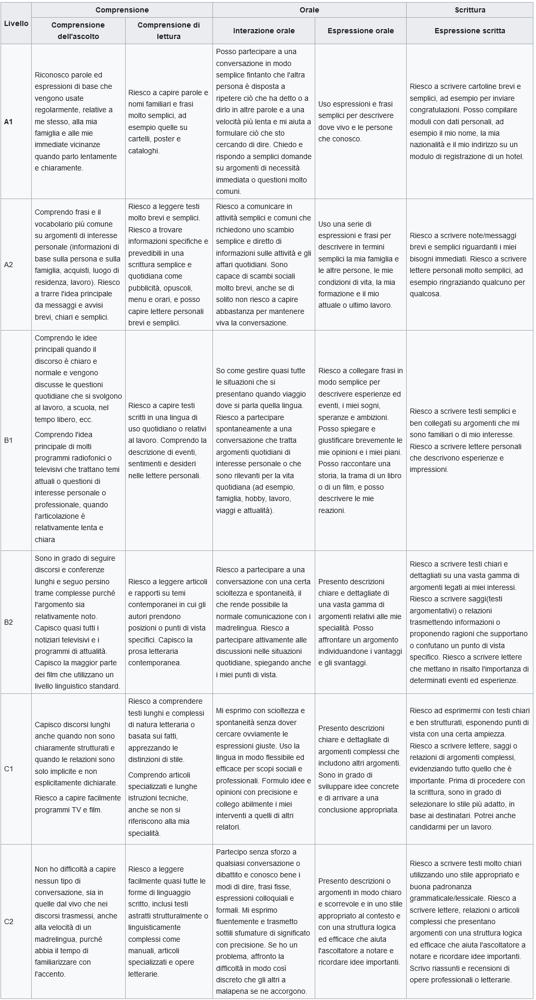 Livello
Comprensione
Orale
Scrittura
Comprensione
dell'ascolto
Comprensione di
lettura
Interazione orale
Espressione orale
Espressione scritta
A1
Riconosco parole ed
espressioni di base che
vengono usate
regolarmente, relative a
me stesso, alla mia
famiglia e alle mie
immediate vicinanze
quando parlo lentamente
e chiaramente.
Riesco a capire parole e
nomi familiari e frasi
molto semplici, ad
esempio quelle su
cartelli, poster e
cataloghi.
Posso partecipare a una
conversazione in modo
semplice fintanto che l'altra
persona è disposta a
ripetere ciò che ha detto o a
dirlo in altre parole e a una
velocità più lenta e mi aiuta a
formulare ciò che sto
cercando di dire. Chiedo e
rispondo a semplici domande
su argomenti di necessità
immediata o questioni molto
comuni.
Uso espressioni e frasi
semplici per descrivere
dove vivo e le persone
che conosco.
Riesco a scrivere cartoline brevi e
semplici, ad esempio per inviare
congratulazioni. Posso compilare
moduli con dati personali, ad
esempio il mio nome, la mia
nazionalità e il mio indirizzo su un
modulo di registrazione di un hotel.
A2
Comprendo frasi e il
vocabolario più comune
su argomenti di interesse
personale (informazioni di
base sulla persona e sulla
famiglia, acquisti, luogo di
residenza, lavoro). Riesco
a trarre l'idea principale
da messaggi e avvisi
brevi, chiari e semplici.
Riesco a leggere testi
molto brevi e semplici.
Riesco a trovare
informazioni specifiche e
prevedibili in una
scrittura semplice e
quotidiana come
pubblicità, opuscoli,
menu e orari, e posso
capire lettere personali
brevi e semplici.
Riesco a comunicare in
attività semplici e comuni che
richiedono uno scambio
semplice e diretto di
informazioni sulle attività e gli
affari quotidiani. Sono
capace di scambi sociali
molto brevi, anche se di
solito non riesco a capire
abbastanza per mantenere
viva la conversazione.
Uso una serie di
espressioni e frasi per
descrivere in termini
semplici la mia famiglia e
le altre persone, le mie
condizioni di vita, la mia
formazione e il mio
attuale o ultimo lavoro.
Riesco a scrivere note/messaggi
brevi e semplici riguardanti i miei
bisogni immediati. Riesco a scrivere
lettere personali molto semplici, ad
esempio ringraziando qualcuno per
qualcosa.
B1
Comprendo le idee
principali quando il
discorso è chiaro e
normale e vengono
discusse le questioni
quotidiane che si svolgono
al lavoro, a scuola, nel
tempo libero, ecc.
Comprendo l'idea
principale di molti
programmi radiofonici o
televisivi che trattano temi
attuali o questioni di
interesse personale o
professionale, quando
l'articolazione è
relativamente lenta e
chiara
Riesco a capire testi
scritti in una lingua di
uso quotidiano o relativi
al lavoro. Comprendo la
descrizione di eventi,
sentimenti e desideri
nelle lettere personali.
So come gestire quasi tutte
le situazioni che si
presentano quando viaggio
dove si parla quella lingua.
Riesco a partecipare
spontaneamente a una
conversazione che tratta
argomenti quotidiani di
interesse personale o che
sono rilevanti per la vita
quotidiana (ad esempio,
famiglia, hobby, lavoro,
viaggi e attualità).
Riesco a collegare frasi in
modo semplice per
descrivere esperienze ed
eventi, i miei sogni,
speranze e ambizioni.
Posso spiegare e
giustificare brevemente le
mie opinioni e i miei piani.
Posso raccontare una
storia, la trama di un libro
o di un film, e posso
descrivere le mie
reazioni.
Riesco a scrivere testi semplici e
ben collegati su argomenti che mi
sono familiari o di mio interesse.
Riesco a scrivere lettere personali
che descrivono esperienze e
impressioni.
B2
Sono in grado di seguire
discorsi e conferenze
lunghi e seguo persino
trame complesse purché
l'argomento sia
relativamente noto.
Capisco quasi tutti i
notiziari televisivi e i
programmi di attualità.
Capisco la maggior parte
dei film che utilizzano un
livello linguistico standard.
Riesco a leggere articoli
e rapporti su temi
contemporanei in cui gli
autori prendono
posizioni o punti di vista
specifici. Capisco la
prosa letteraria
contemporanea.
Riesco a partecipare a una
conversazione con una certa
scioltezza e spontaneità, il
che rende possibile la
normale comunicazione con i
madrelingua. Riesco a
partecipare attivamente alle
discussioni nelle situazioni
quotidiane, spiegando anche
i miei punti di vista.
Presento descrizioni
chiare e dettagliate di
una vasta gamma di
argomenti relativi alle mie
specialità. Posso
affrontare un argomento
individuandone i vantaggi
e gli svantaggi.
Riesco a scrivere testi chiari e
dettagliati su una vasta gamma di
argomenti legati ai miei interessi.
Riesco a scrivere saggi(testi
argomentativi) o relazioni
trasmettendo informazioni o
proponendo ragioni che supportano
o confutano un punto di vista
specifico. Riesco a scrivere lettere
che mettano in risalto l'importanza di
determinati eventi ed esperienze.
C1
Capisco discorsi lunghi
anche quando non sono
chiaramente strutturati e
quando le relazioni sono
solo implicite e non
esplicitamente dichiarate.
Riesco a capire facilmente
programmi TV e film.
Riesco a comprendere
testi lunghi e complessi
di natura letteraria o
basata sui fatti,
apprezzando le
distinzioni di stile.
Comprendo articoli
specializzati e lunghe
istruzioni tecniche,
anche se non si
riferiscono alla mia
specialità.
Mi esprimo con scioltezza e
spontaneità senza dover
cercare ovviamente le
espressioni giuste. Uso la
lingua in modo flessibile ed
efficace per scopi sociali e
professionali. Formulo idee e
opinioni con precisione e
collego abilmente i miei
interventi a quelli di altri
relatori.
Presento descrizioni
chiare e dettagliate di
argomenti complessi che
includono altri argomenti.
Sono in grado di
sviluppare idee concrete
e di arrivare a una
conclusione appropriata.
Riesco ad esprimermi con testi chiari
e ben strutturati, esponendo punti di
vista con una certa ampiezza.
Riesco a scrivere lettere, saggi o
relazioni di argomenti complessi,
evidenziando tutto quello che è
importante. Prima di procedere con
la scrittura, sono in grado di
selezionare lo stile più adatto, in
base ai destinatari. Potrei anche
candidarmi per un lavoro.
C2
Non ho difficoltà a capire
nessun tipo di
conversazione, sia in
quelle dal vivo che nei
discorsi trasmessi, anche
alla velocità di un
madrelingua, purché
abbia il tempo di
familiarizzare con
l'accento.
Riesco a leggere
facilmente quasi tutte le
forme di linguaggio
scritto, inclusi testi
astratti strutturalmente o
linguisticamente
complessi come
manuali, articoli
specializzati e opere
letterarie.
Partecipo senza sforzo a
qualsiasi conversazione o
dibattito e conosco bene i
modi di dire, frasi fisse,
espressioni colloquiali e
formali. Mi esprimo
fluentemente e trasmetto
sottili sfumature di significato
con precisione. Se ho un
problema, affronto la
difficoltà in modo così
discreto che gli altri a
malapena se ne accorgono.
Presento descrizioni o
argomenti in modo chiaro
e scorrevole e in uno stile
appropriato al contesto e
con una struttura logica
ed efficace che aiuta
l'ascoltatore a notare e
ricordare idee importanti.
Riesco a scrivere testi molto chiari
utilizzando uno stile appropriato e
buona padronanza
grammaticale/lessicale. Riesco a
scrivere lettere, relazioni o articoli
complessi che presentano
argomenti con una struttura logica
ed efficace che aiuta l'ascoltatore a
notare e ricordare idee importanti.
Scrivo riassunti e recensioni di
opere professionali o letterarie.